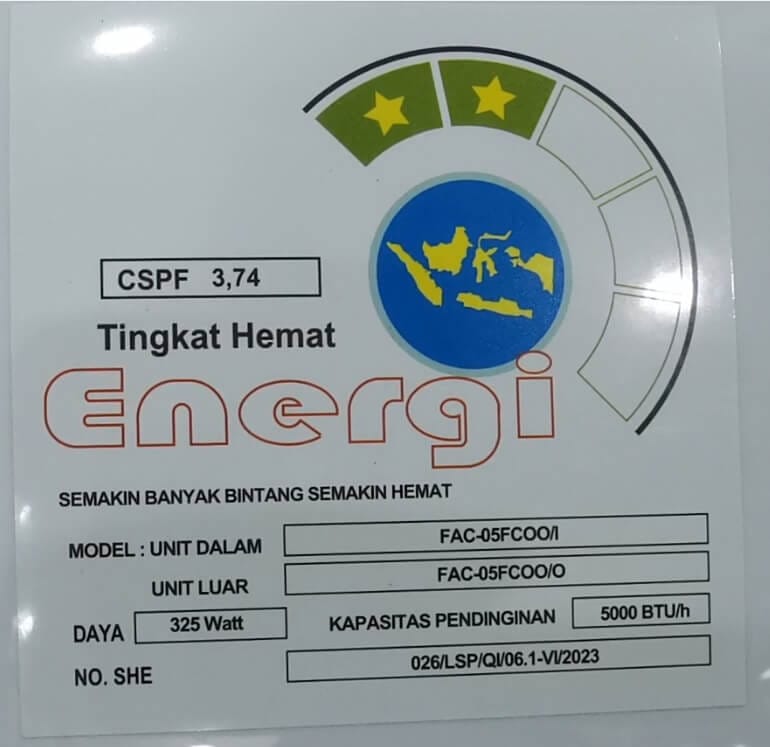 CSPF 3,74
Tingkat Hemat
Energi
SEMAKIN BANYAK BINTANG SEMAKIN HEMAT
MODEL : UNIT DALAM FAC-05FCOO/I
UNIT LUAR FAC-05FCOO/O
DAYA 325 Watt KAPASITAS PENDINGINAN 5000 BTU/h
NO. SHE 026/LSP/QI/06.1-VI/2023